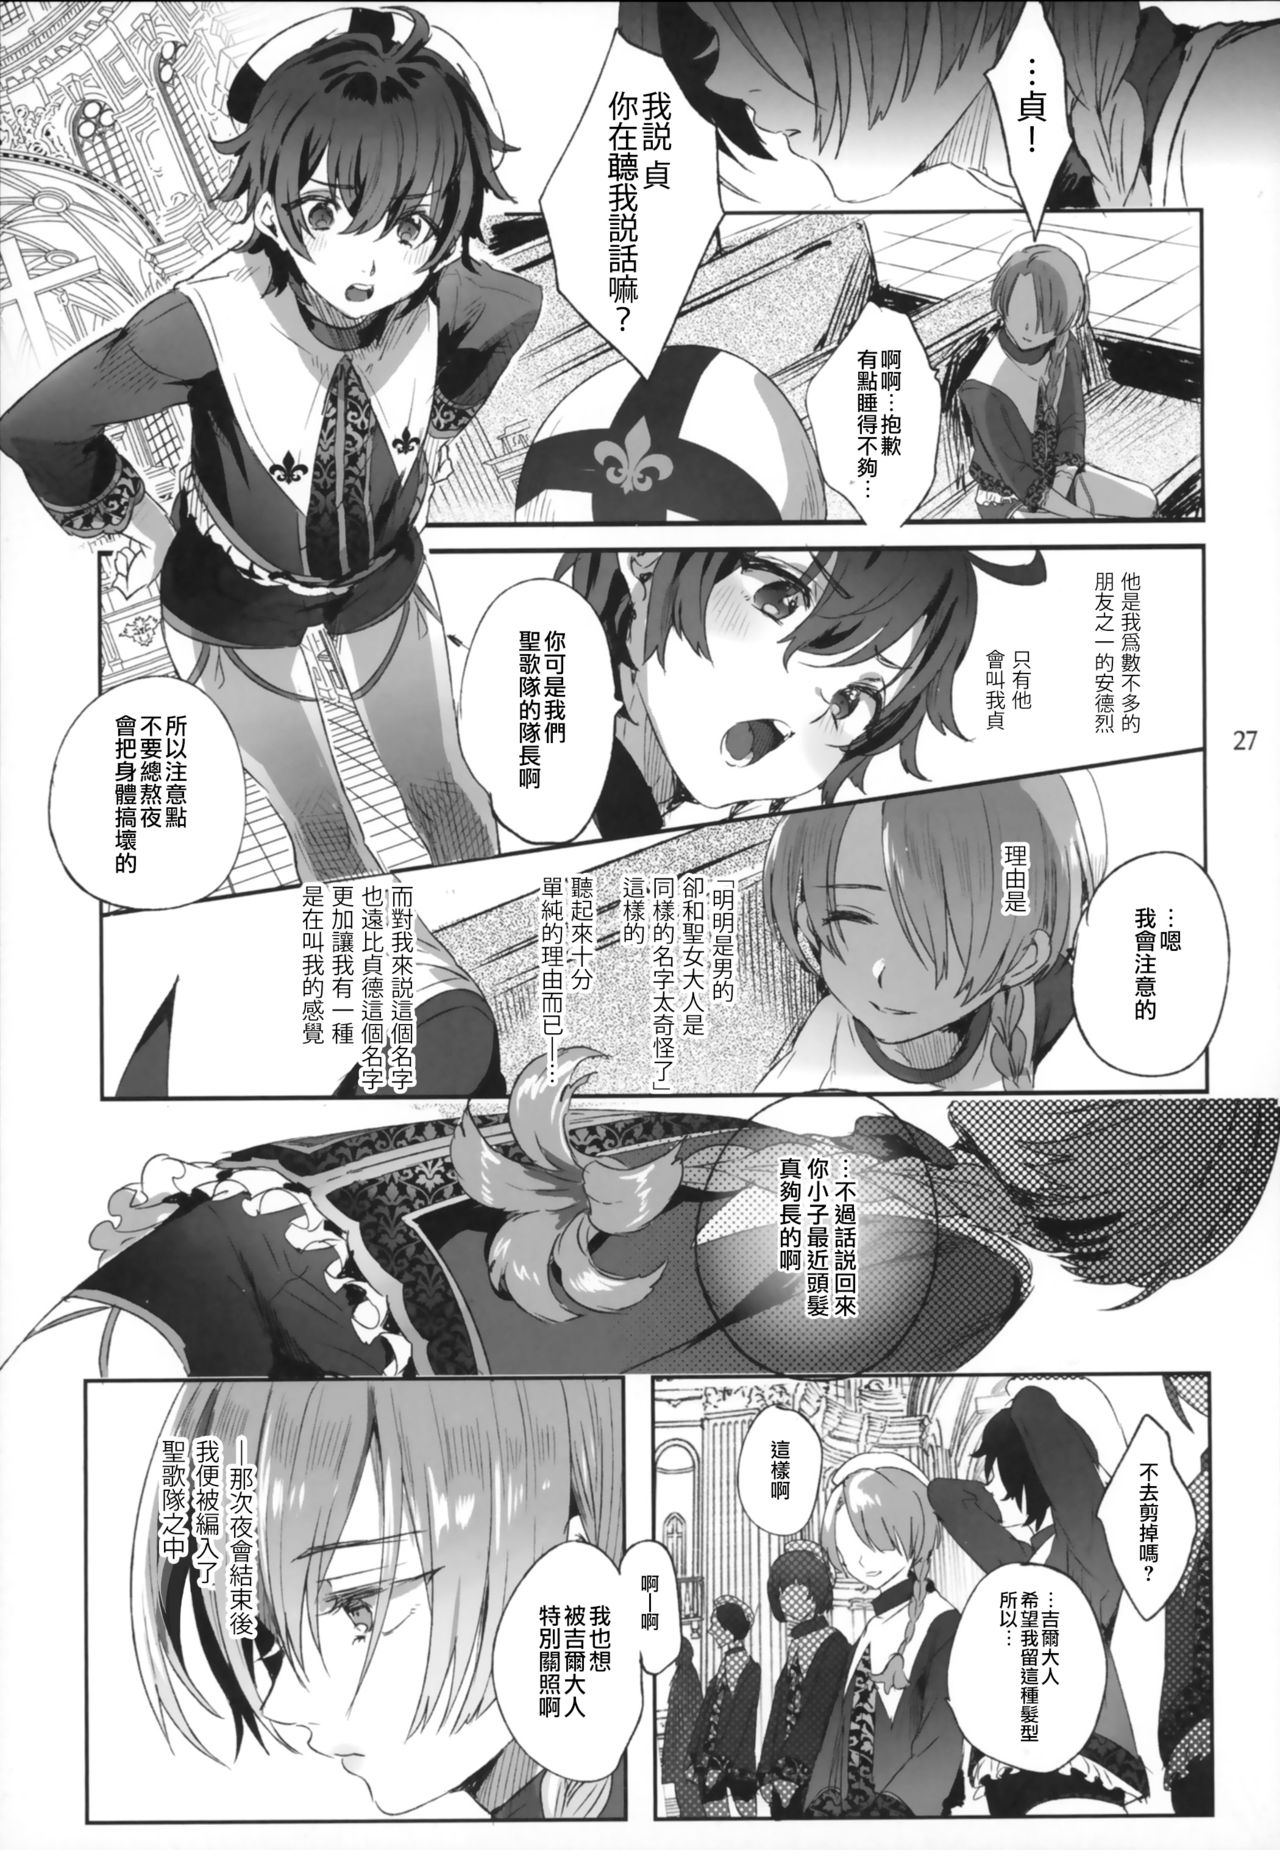 …貞！
我説 貞
你在聽我説話嘛？
啊啊…抱歉
有點睡得不夠…
他是我爲數不多的
朋友之一的安德烈
只有他
會叫我貞
你可是我們
聖歌隊的隊長啊
所以注意點
不要總熬夜
會把身體搞壞的
…嗯
我會注意的
理由是
「明明是男的
卻和聖女大人是
同樣的名字太奇怪了」
這樣的
聽起來十分
單純的理由而已——…
而對我來説這個名字
也遠比貞德這個名字
更加讓我有一種
是在叫我的感覺
…不過話説回來
你小子最近頭髮
真夠長的啊
不去剪掉嗎？
…吉爾大人
希望我留這種髮型
所以…
這樣啊
啊—啊
我也想
被吉爾大人
特別關照啊
—那次夜會結束後
我便被編入了
聖歌隊之中
27